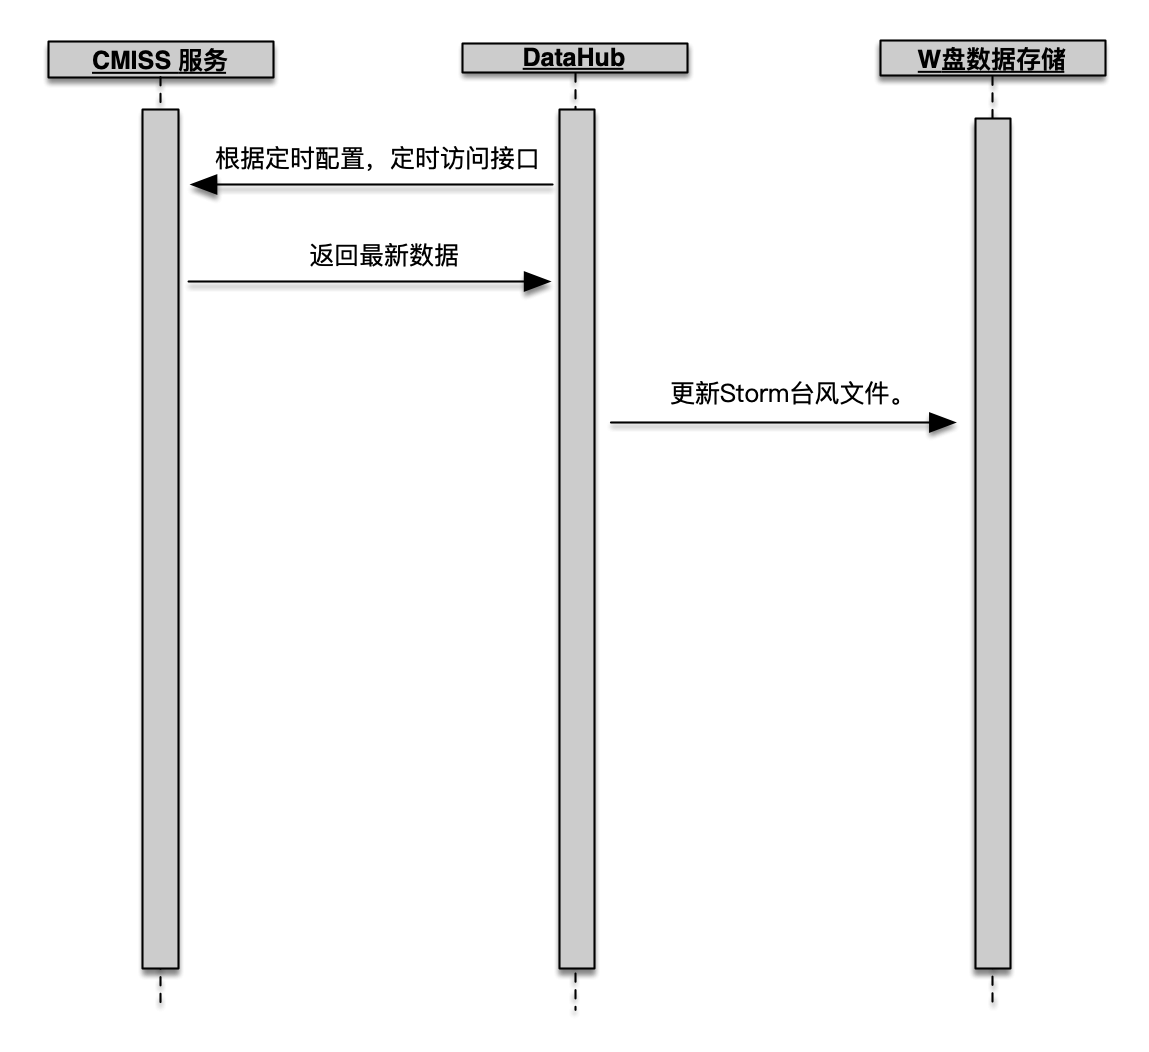 CMISS 服务
DataHub
W盘数据存储
根据定时配置，定时访问接口
返回最新数据
更新Storm台风文件。